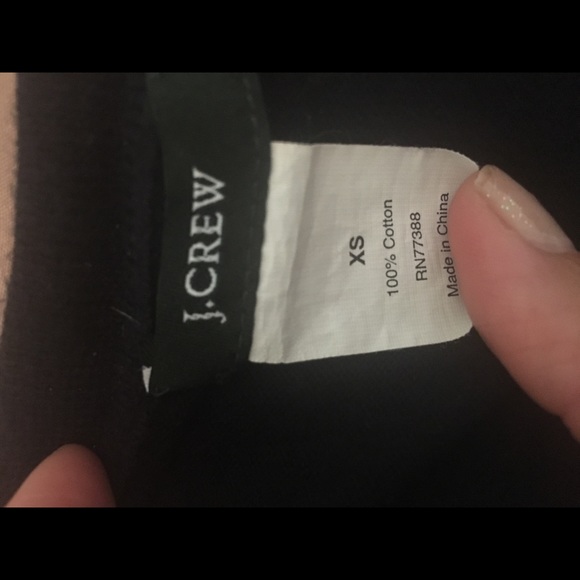 J.CREW
XS
100% Cotton
RN77388
Made in China